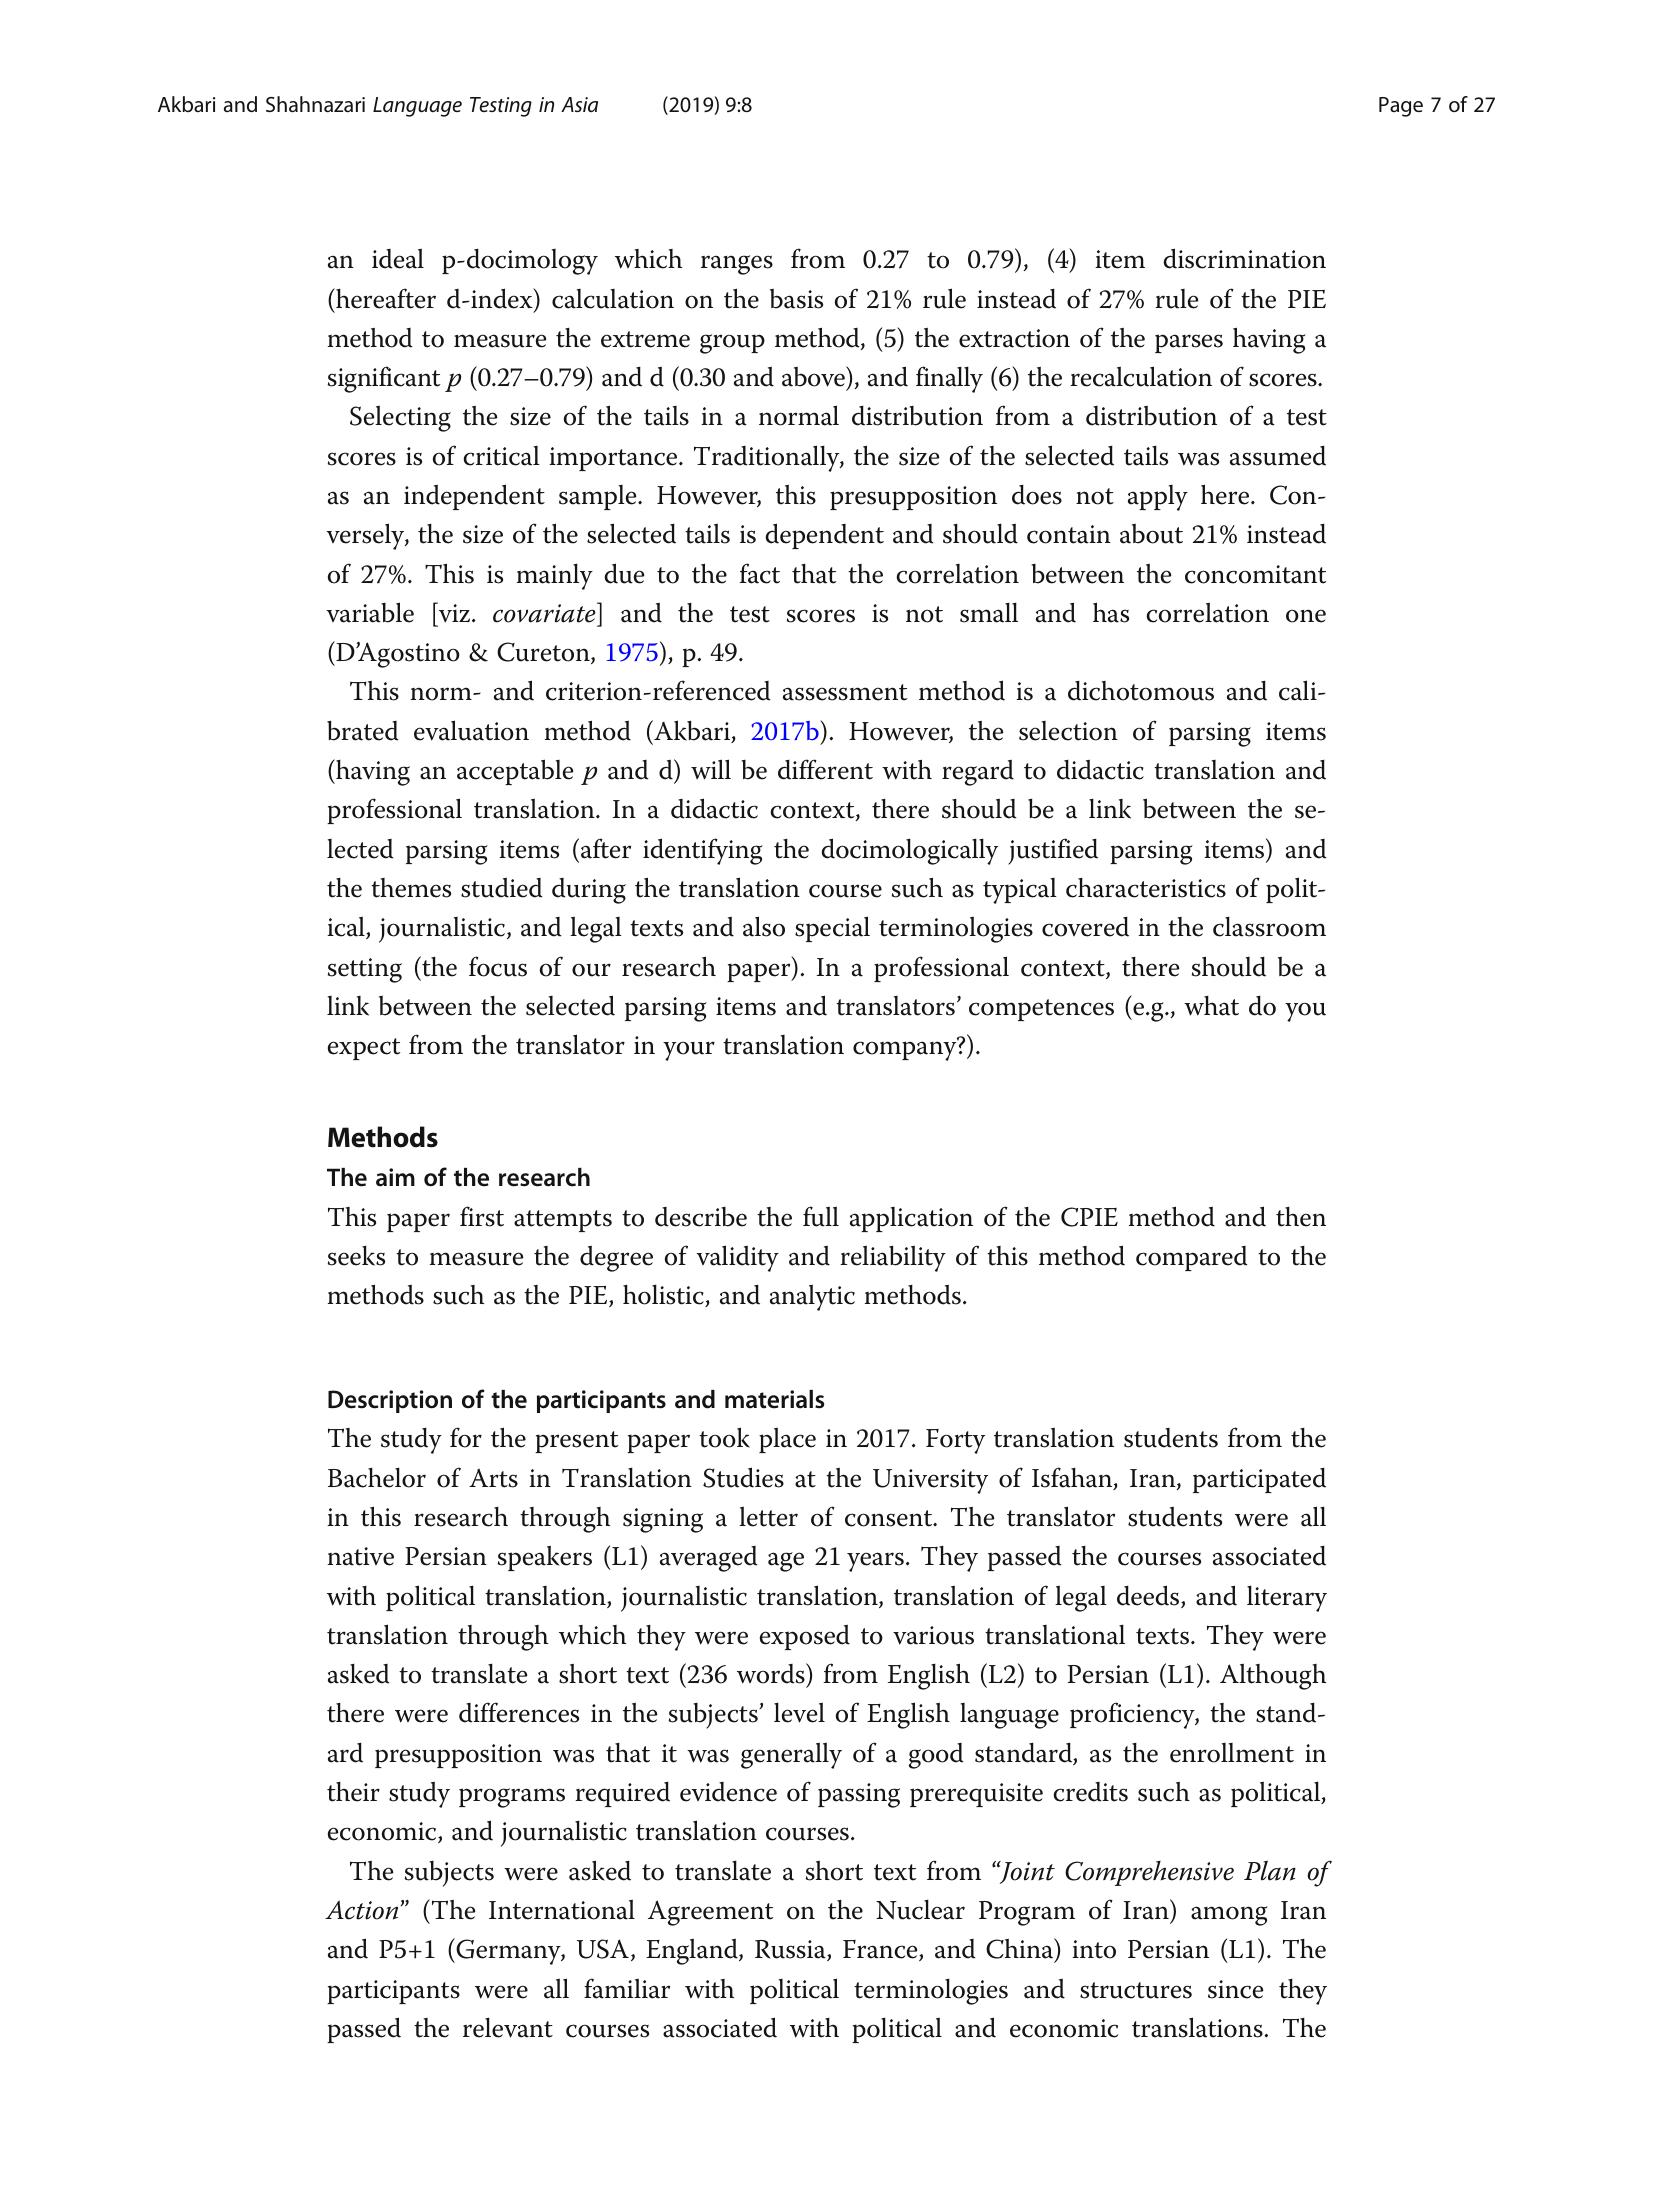 Akbari and Shahnazari Language Testing in Asia (2019) 9:8 Page 7 of 27
an ideal p-docimology which ranges from 0.27 to 0.79), (4) item discrimination
(hereafter d-index) calculation on the basis of 21% rule instead of 27% rule of the PIE
method to measure the extreme group method, (5) the extraction of the parses having a
significant p (0.27–0.79) and d (0.30 and above), and finally (6) the recalculation of scores.
Selecting the size of the tails in a normal distribution from a distribution of a test
scores is of critical importance. Traditionally, the size of the selected tails was assumed
as an independent sample. However, this presupposition does not apply here. Con-
versely, the size of the selected tails is dependent and should contain about 21% instead
of 27%. This is mainly due to the fact that the correlation between the concomitant
variable [viz. covariate] and the test scores is not small and has correlation one
(D’Agostino & Cureton, 1975), p. 49.
This norm- and criterion-referenced assessment method is a dichotomous and cali-
brated evaluation method (Akbari, 2017b). However, the selection of parsing items
(having an acceptable p and d) will be different with regard to didactic translation and
professional translation. In a didactic context, there should be a link between the se-
lected parsing items (after identifying the docimologically justified parsing items) and
the themes studied during the translation course such as typical characteristics of polit-
ical, journalistic, and legal texts and also special terminologies covered in the classroom
setting (the focus of our research paper). In a professional context, there should be a
link between the selected parsing items and translators’ competences (e.g., what do you
expect from the translator in your translation company?).
Methods
The aim of the research
This paper first attempts to describe the full application of the CPIE method and then
seeks to measure the degree of validity and reliability of this method compared to the
methods such as the PIE, holistic, and analytic methods.
Description of the participants and materials
The study for the present paper took place in 2017. Forty translation students from the
Bachelor of Arts in Translation Studies at the University of Isfahan, Iran, participated
in this research through signing a letter of consent. The translator students were all
native Persian speakers (L1) averaged age 21 years. They passed the courses associated
with political translation, journalistic translation, translation of legal deeds, and literary
translation through which they were exposed to various translational texts. They were
asked to translate a short text (236 words) from English (L2) to Persian (L1). Although
there were differences in the subjects’ level of English language proficiency, the stand-
ard presupposition was that it was generally of a good standard, as the enrollment in
their study programs required evidence of passing prerequisite credits such as political,
economic, and journalistic translation courses.
The subjects were asked to translate a short text from “Joint Comprehensive Plan of
Action” (The International Agreement on the Nuclear Program of Iran) among Iran
and P5+1 (Germany, USA, England, Russia, France, and China) into Persian (L1). The
participants were all familiar with political terminologies and structures since they
passed the relevant courses associated with political and economic translations. The